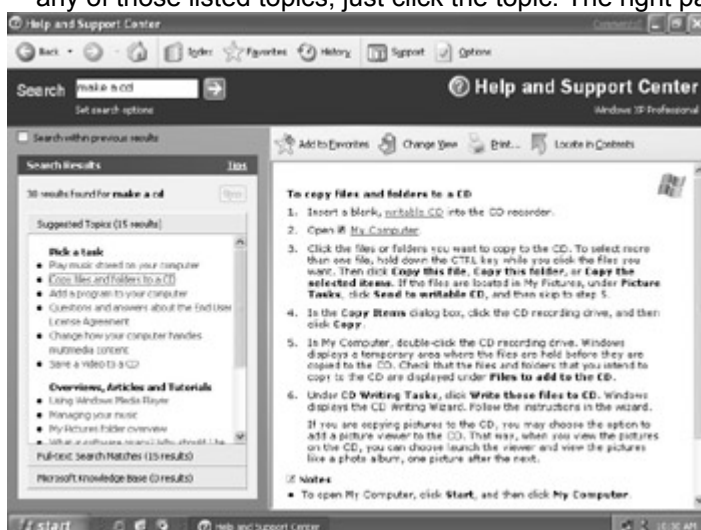 any of those listed topics, just click the topic. The right pa
Help and Support Center
Back
Index Favorites History Support Options
Search make a cd
Set search options
Help and Support Center
Windows XP Professional
Search within previous results
Add to Favorites Change View Print... Locate in Contents
Search Results Tips
30 results found for make a cd
Suggested Topics (15 results)
Pick a task
Play music stored on your computer
Copy files and folders to a CD
Add a program to your computer
Questions and answers about the End User
License Agreement
Change how your computer handles
multimedia content
Save a video to a CD
Overviews, Articles and Tutorials
Using Windows Media Player
Managing your music
My Pictures folder overview
Full-text Search Matches (15 results)
Microsoft Knowledge Base (0 results)
To copy files and folders to a CD
1. Insert a blank, writable CD into the CD recorder.
2. Open My Computer.
3. Click the files or folders you want to copy to the CD. To select more
than one file, hold down the CTRL key while you click the files you
want. Then click Copy this file, Copy this folder, or Copy the
selected items. If the files are located in My Pictures, under Picture
Tasks, click Send to writable CD, and then skip to step 5.
4. In the Copy Items dialog box, click the CD recording drive, and then
click Copy.
5. In My Computer, double-click the CD recording drive. Windows
displays a temporary area where the files are held before they are
copied to the CD. Check that the files and folders that you intend to
copy to the CD are displayed under Files to add to the CD.
6. Under CD Writing Tasks, click Write these files to CD. Windows
displays the CD Writing Wizard. Follow the instructions in the wizard.
If you are copying pictures to the CD, you may choose the option to
add a picture viewer to the CD. That way, when you view the pictures
on the CD, you can choose launch the viewer and view the pictures
like a photo album, one picture after the next.
Notes
To open My Computer, click Start, and then click My Computer.
start Help and Support Center 10:30 AM